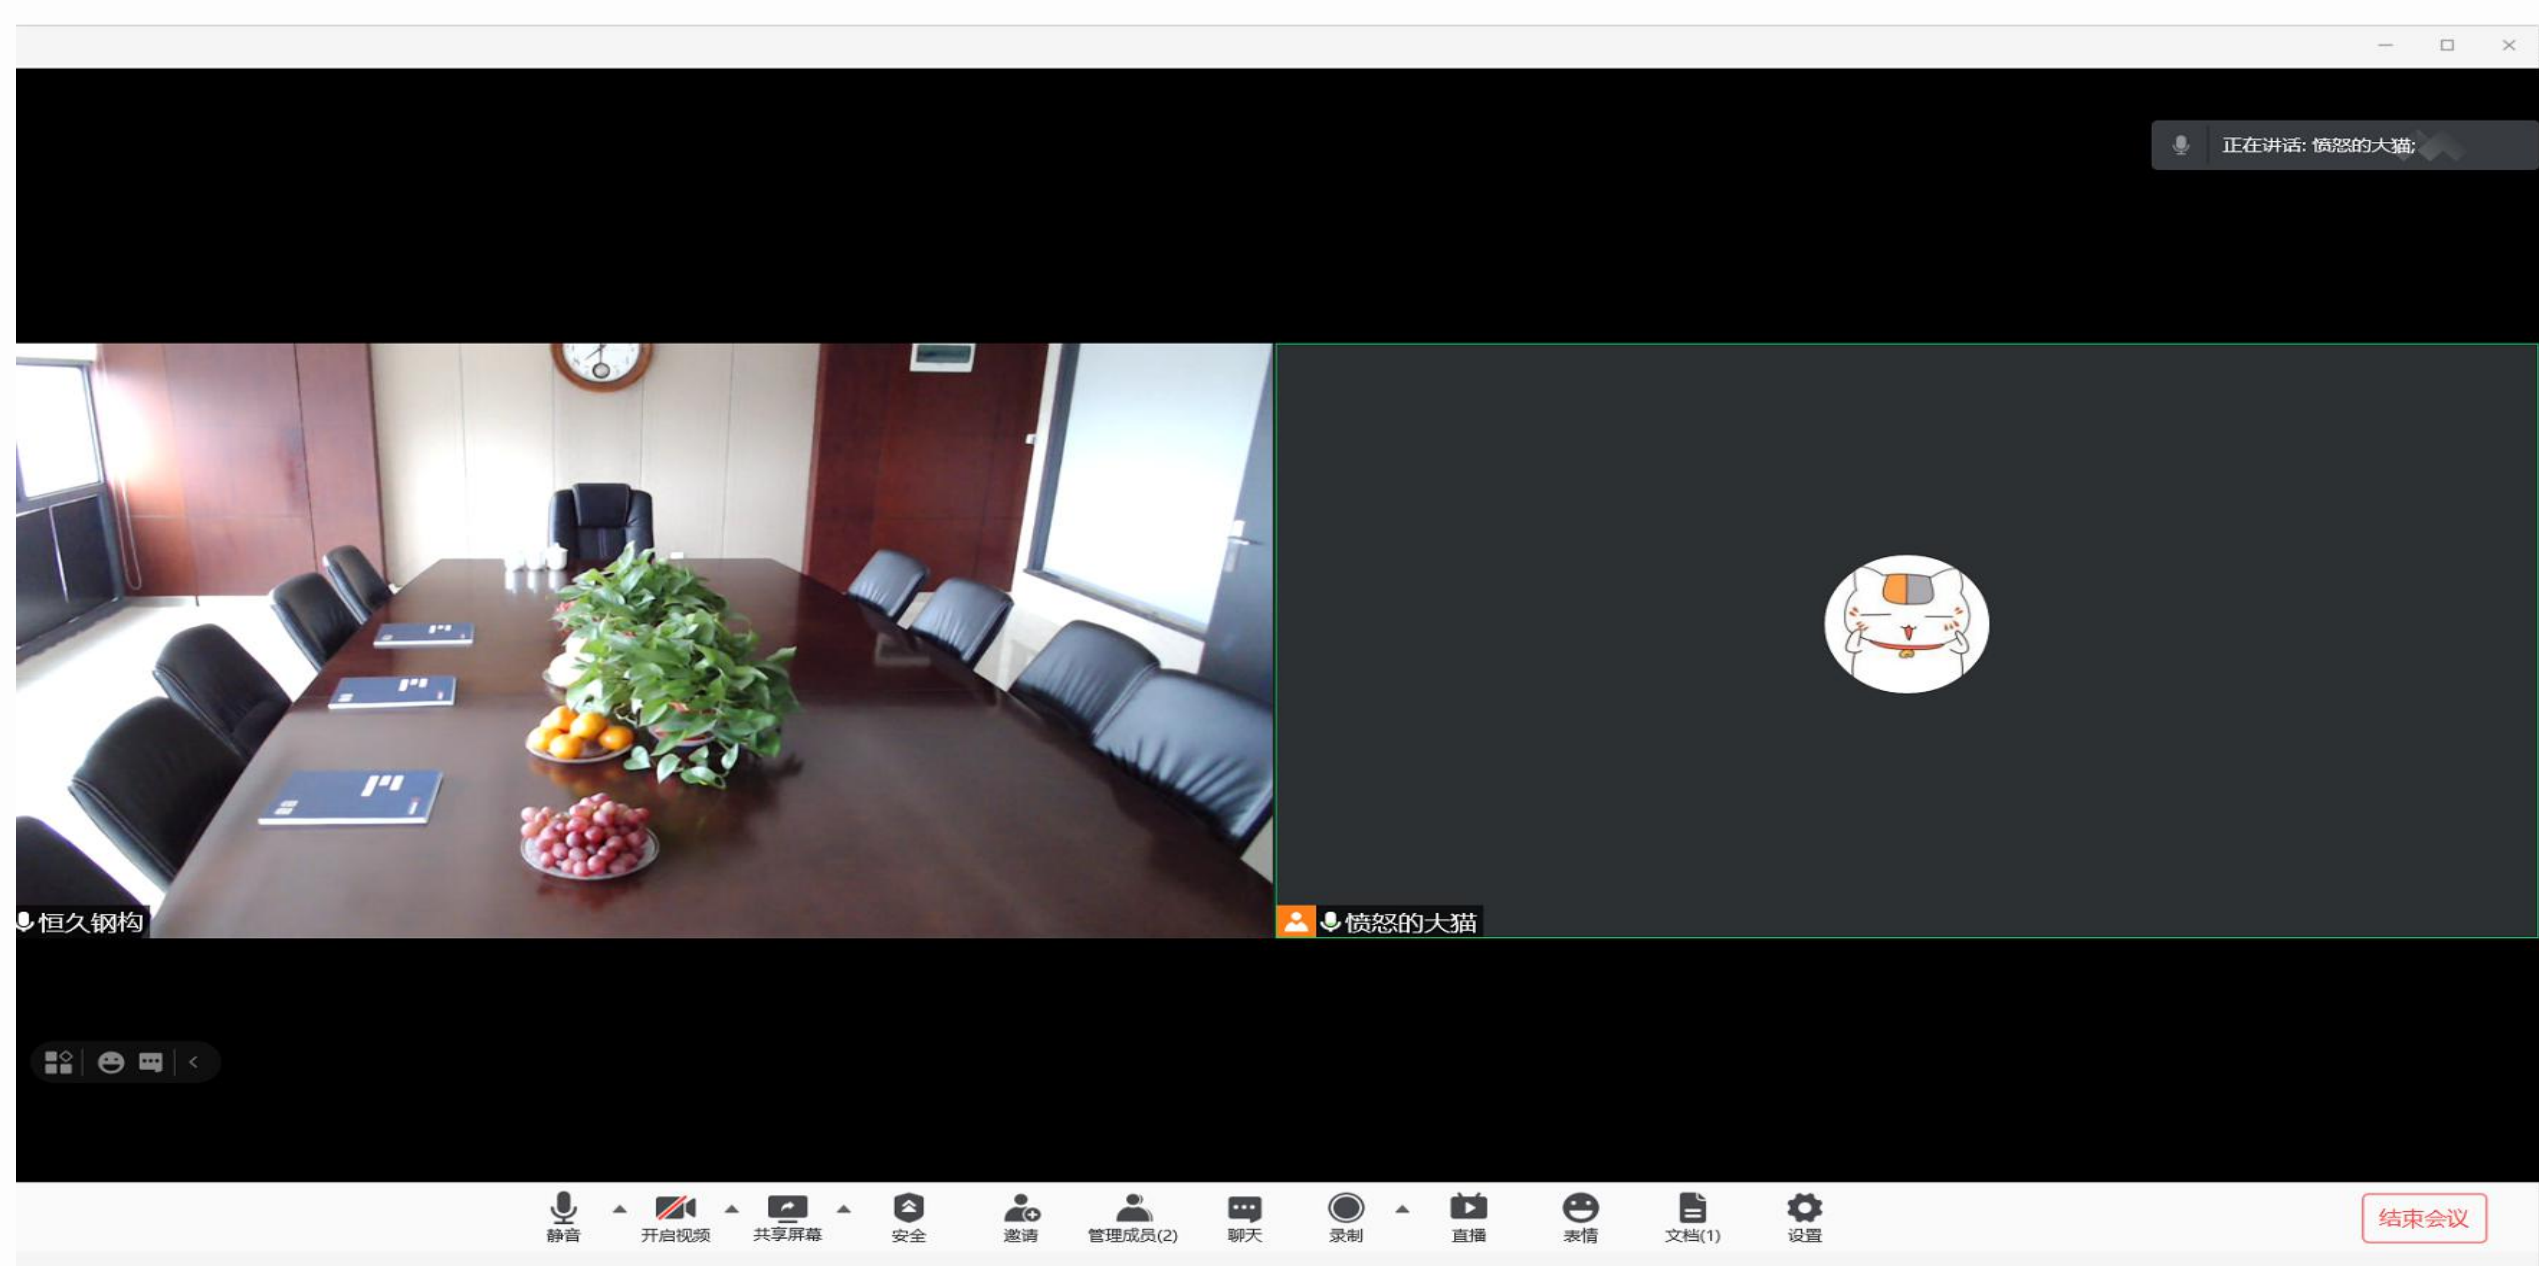 正在讲话: 愤怒的大猫;
恒久钢构
愤怒的大猫
静音
开启视频
共享屏幕
安全
邀请
管理成员(2)
聊天
录制
直播
表情
文档(1)
设置
结束会议